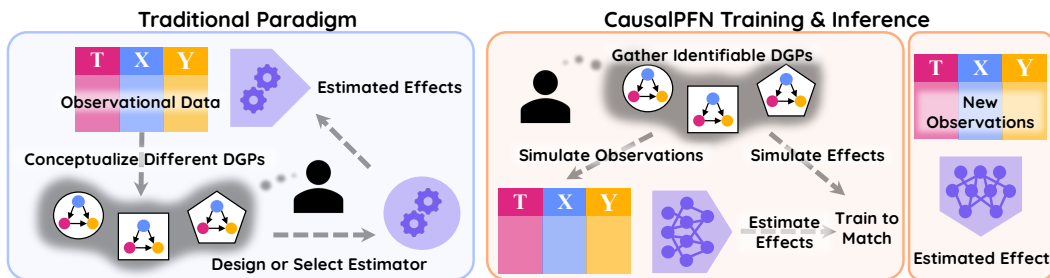 Traditional Paradigm
T X Y
Observational Data
Estimated Effects
Conceptualize Different DGPs
Design or Select Estimator
CausalPFN Training & Inference
Gather Identifiable DGPs
Simulate Observations
Simulate Effects
T X Y
Estimate
Effects
Train to
Match
T X Y
New
Observations
Estimated Effect